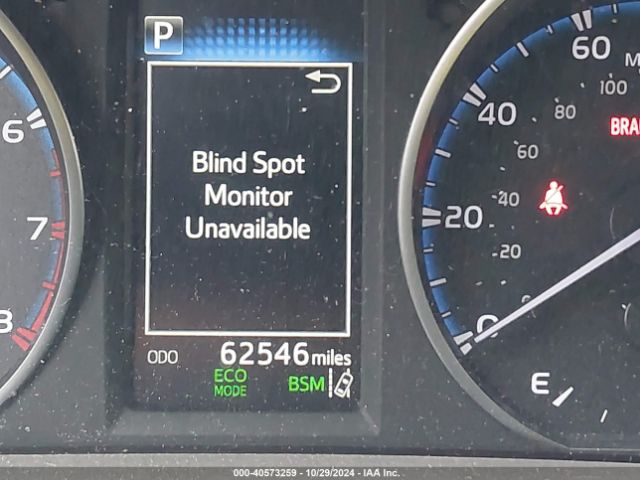 P
Blind Spot
Monitor
Unavailable
ODO 62546 miles
ECO
MODE
BSM
6
7
8
60
100
40
80
60
20
40
20
0
E
000-40573259 - 10/29/2024 - IAA Inc.